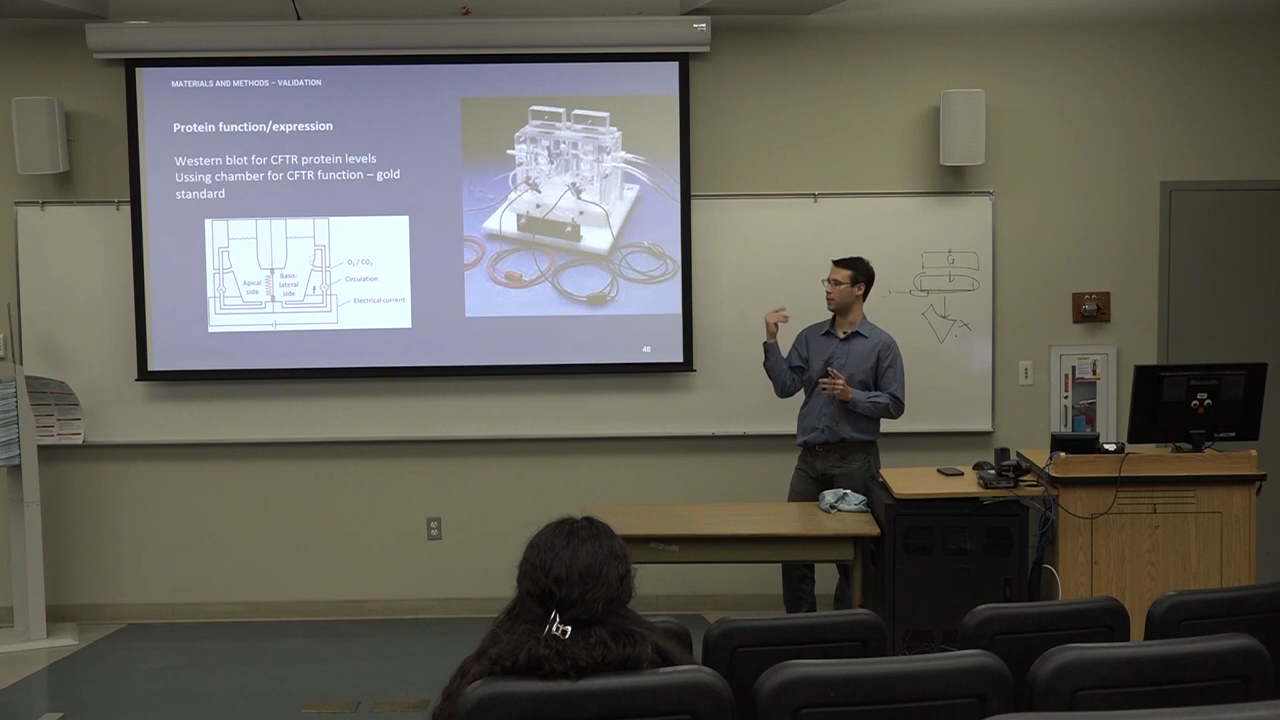 MATERIALS AND METHODS – VALIDATION
Protein function/expression
Western blot for CFTR protein levels
Ussing chamber for CFTR function – gold
standard
O₂ / CO₂
Apical
side
Baso-
lateral
side
Circulation
Electrical current
48